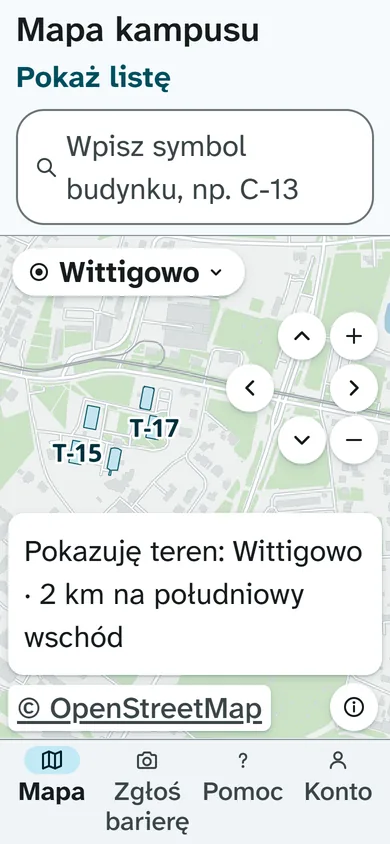 Mapa kampusu
Pokaż listę
Wpisz symbol
budynku, np. C-13
Wittigowo
T-17
T-15
Pokazuję teren: Wittigowo
· 2 km na południowy
wschód
© OpenStreetMap
Mapa
Zgłoś
barierę
Pomoc
Konto